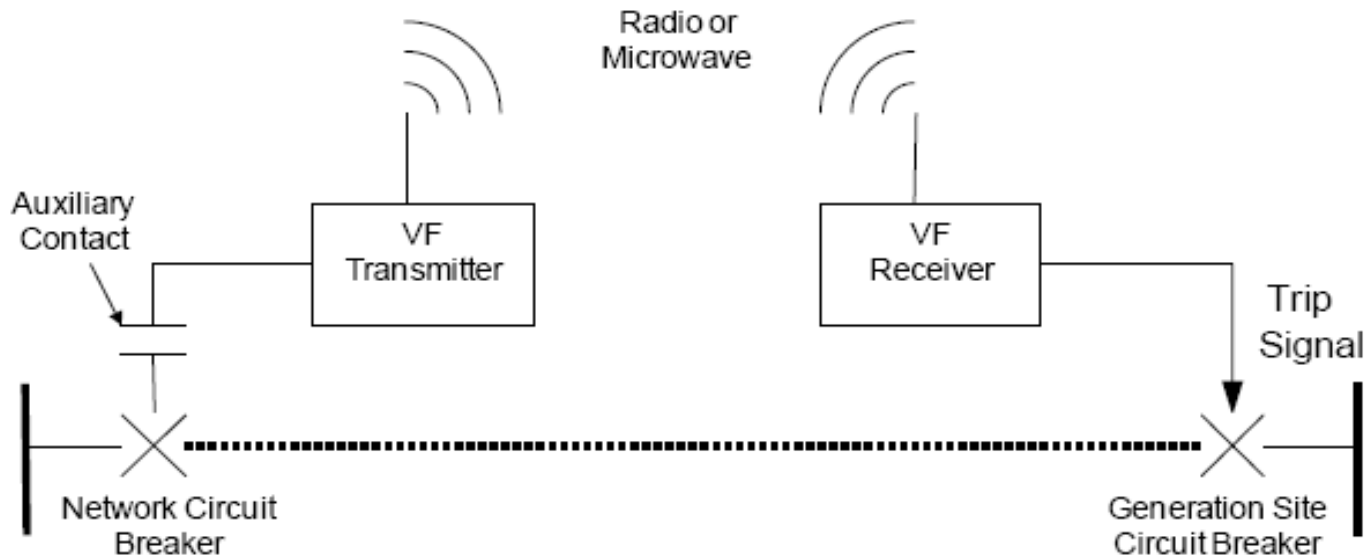 Radio or
Microwave
Auxiliary
Contact
VF
Transmitter
VF
Receiver
Trip
Signal
Network Circuit
Breaker
Generation Site
Circuit Breaker